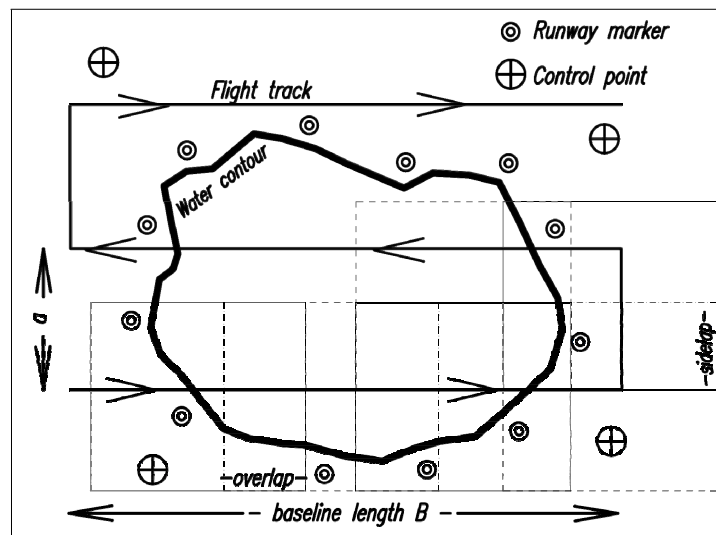 Runway marker
Control point
Flight track
Water contour
a
-sidelap-
-overlap-
baseline length B